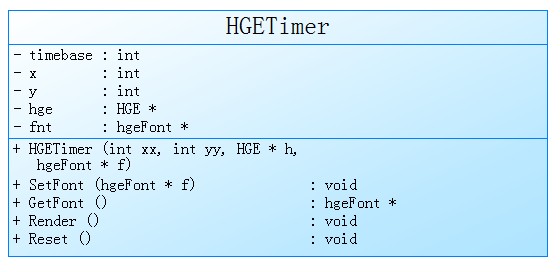 HGETimer
- timebase : int
- x : int
- y : int
- hge : HGE *
- fnt : hgeFont *
+ HGETimer (int xx, int yy, HGE * h,
hgeFont * f)
+ SetFont (hgeFont * f) : void
+ GetFont () : hgeFont *
+ Render () : void
+ Reset () : void